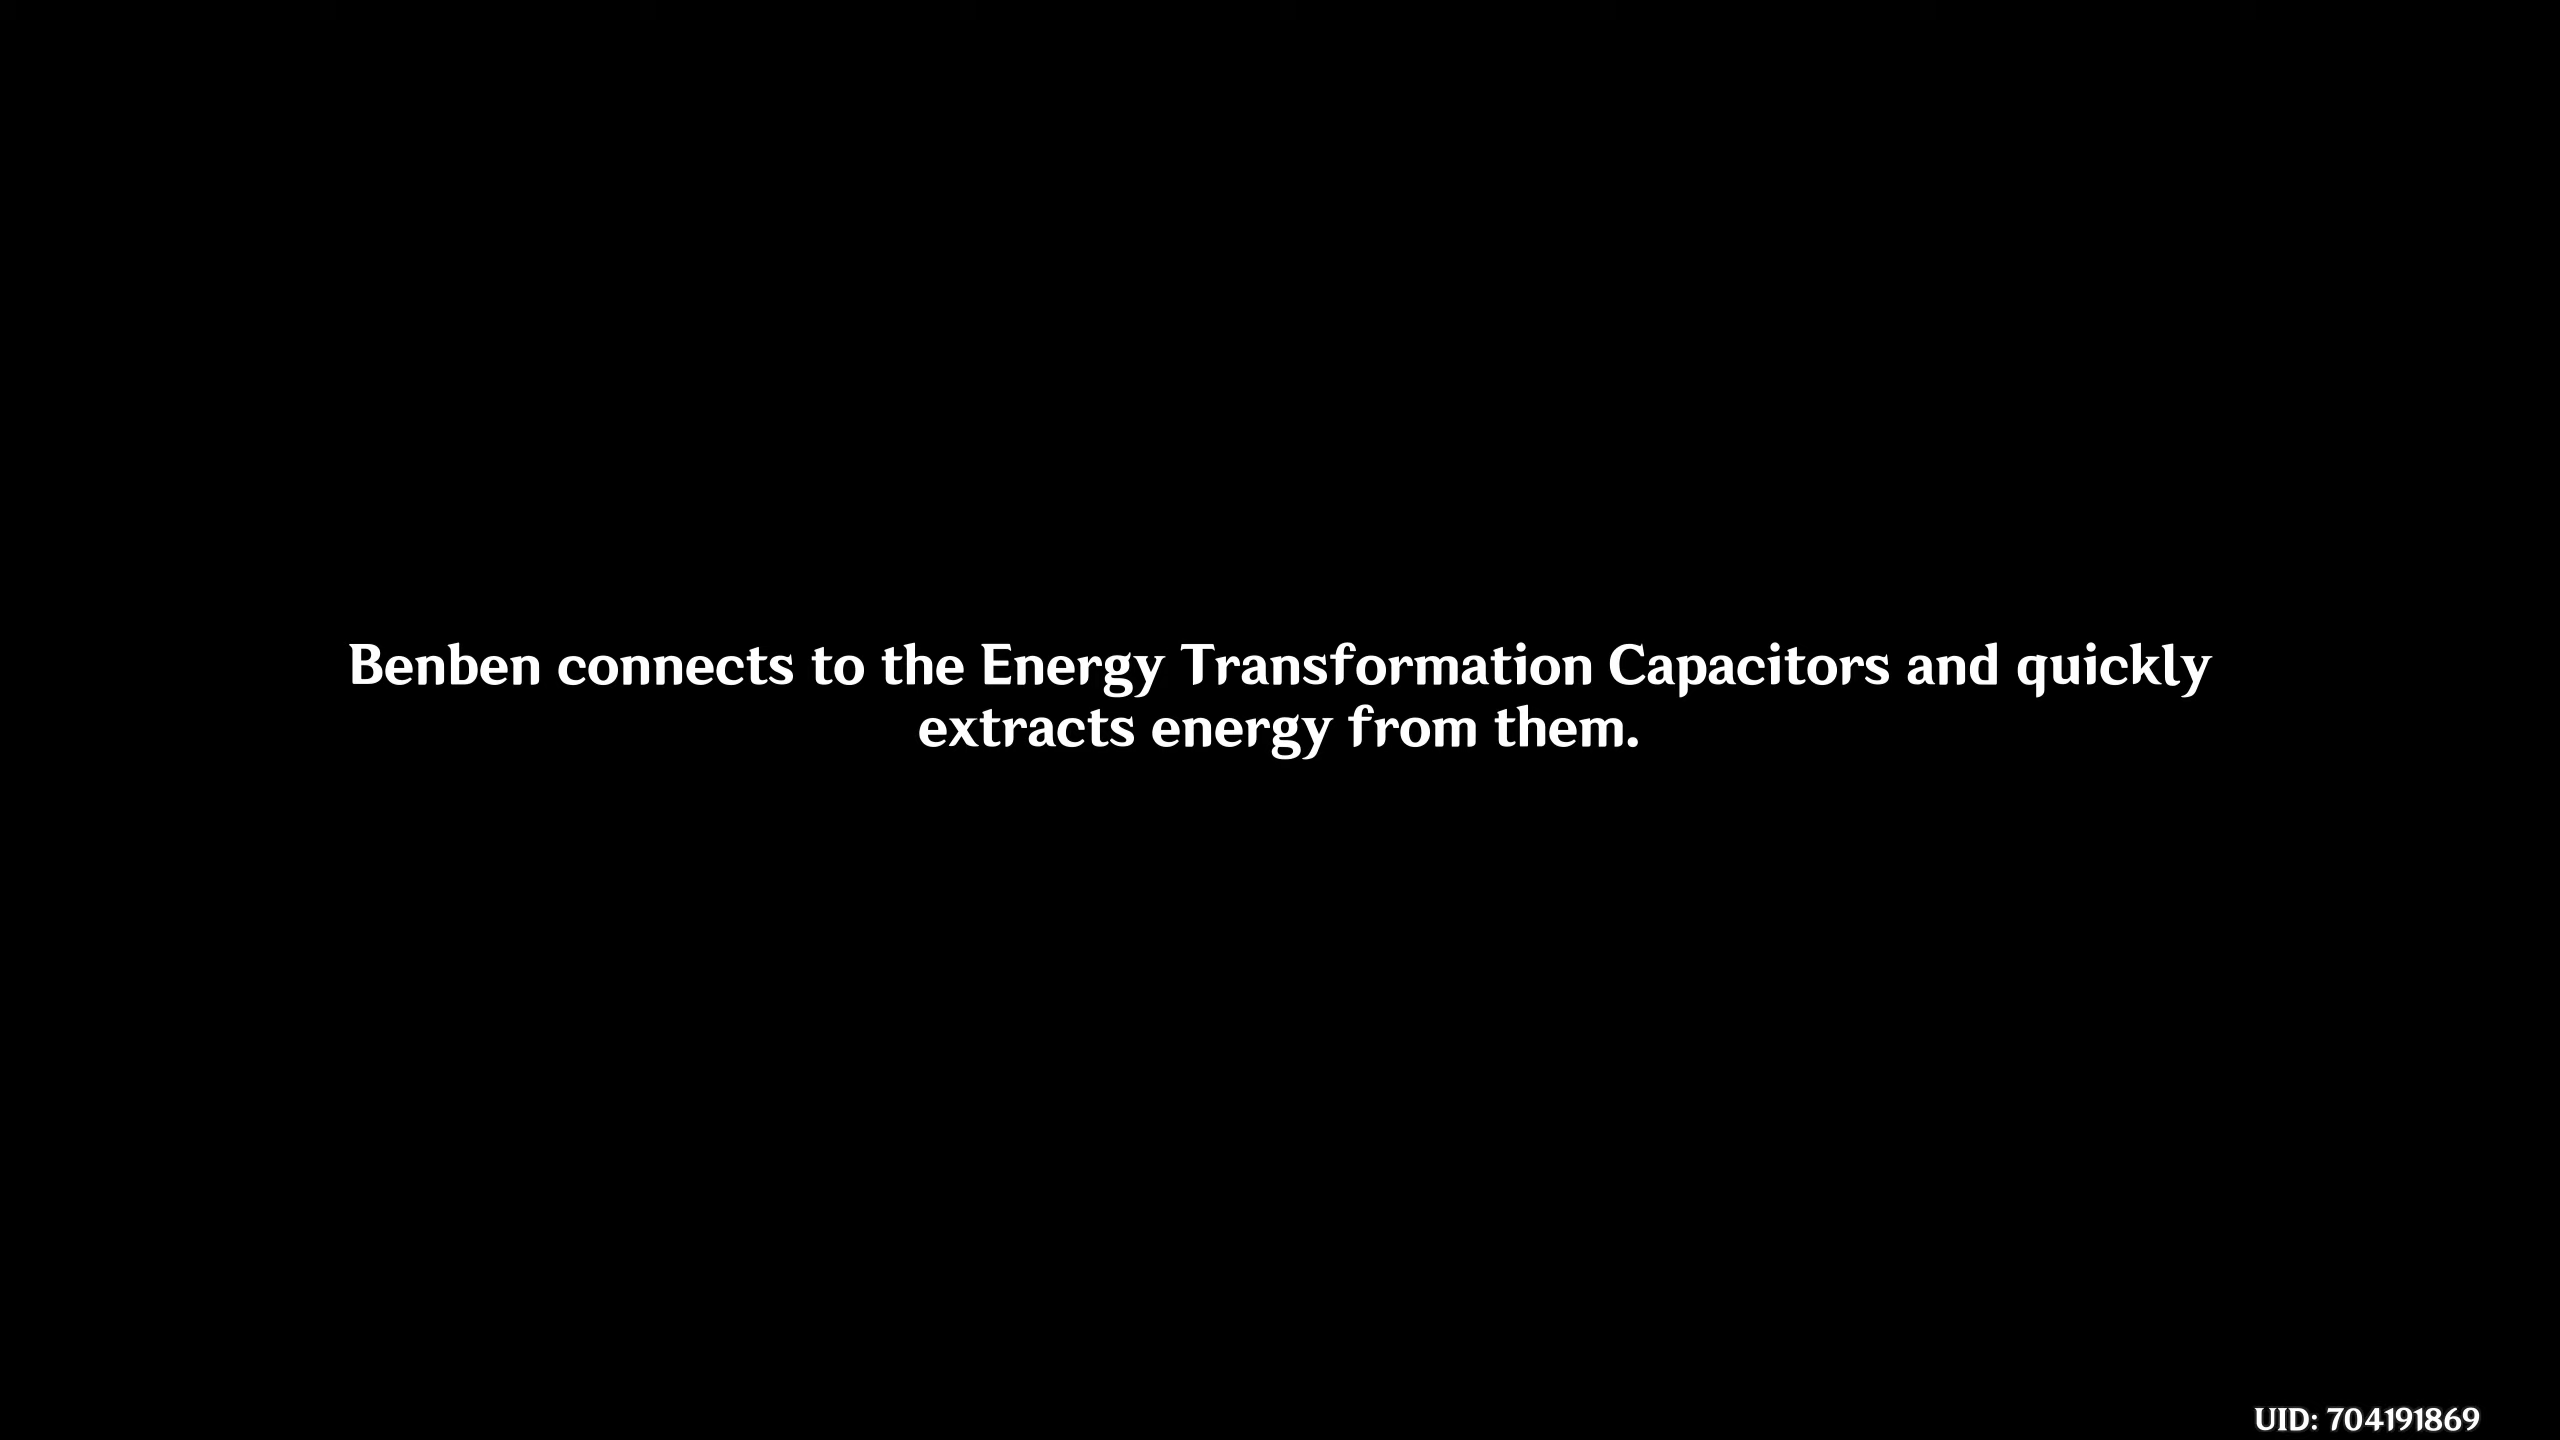 Benben connects to the Energy Transformation Capacitors and quickly
extracts energy from them.
UID: 704191869